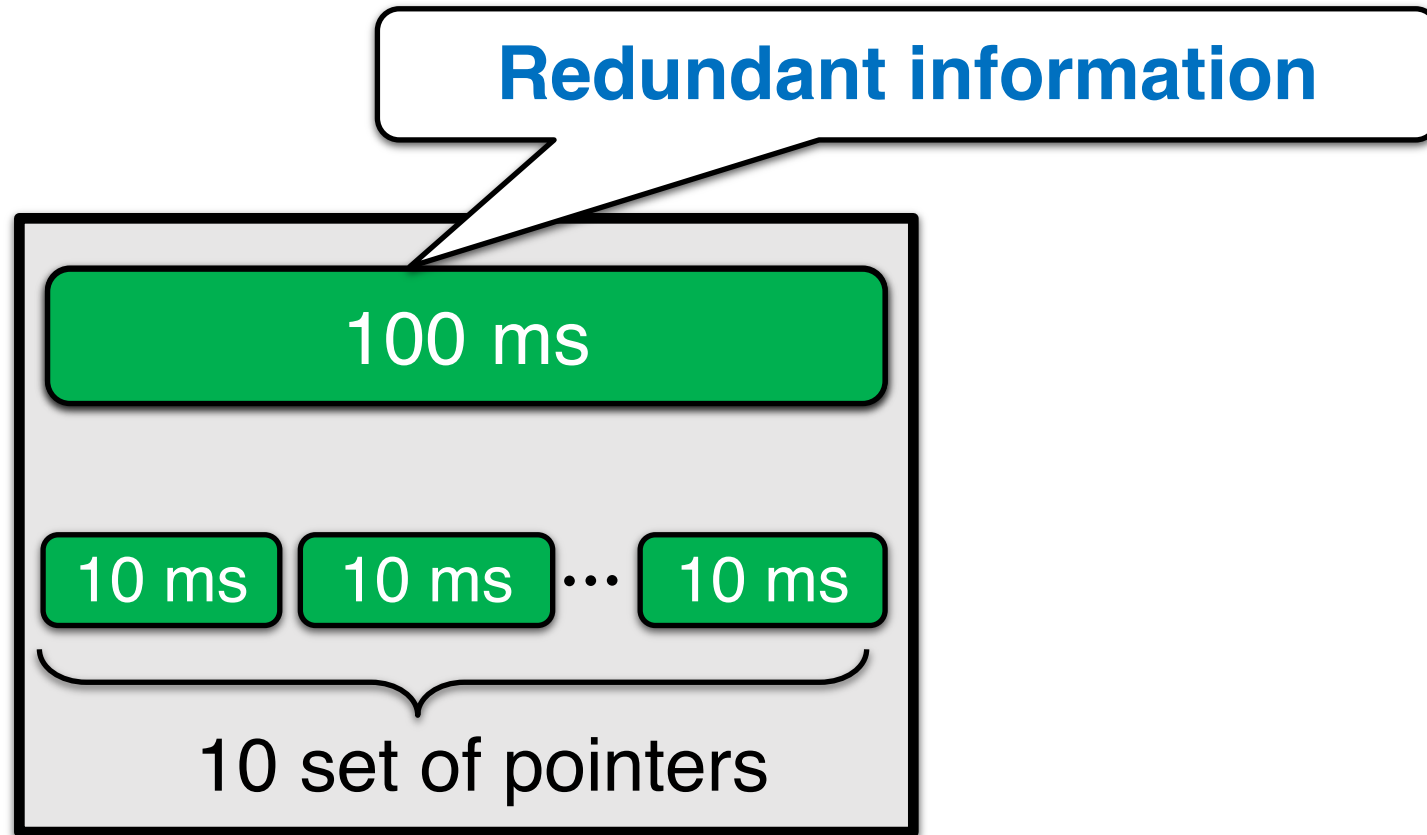 Redundant information
100 ms
10 ms 10 ms ... 10 ms
10 set of pointers